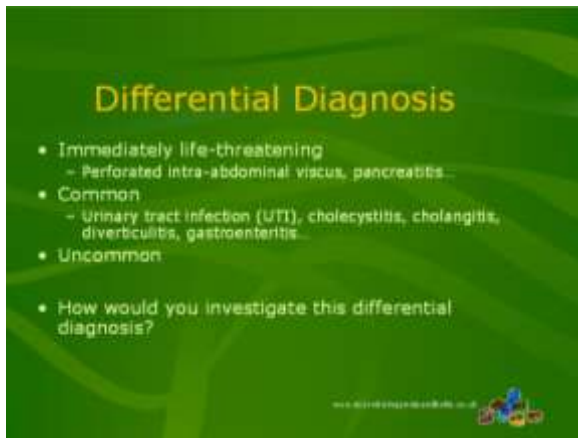 Differential Diagnosis
• Immediately life-threatening
– Perforated intra-abdominal viscus, pancreatitis...
• Common
– Urinary tract infection (UTI), cholecystitis, cholangitis,
diverticulitis, gastroenteritis...
• Uncommon
• How would you investigate this differential
diagnosis?